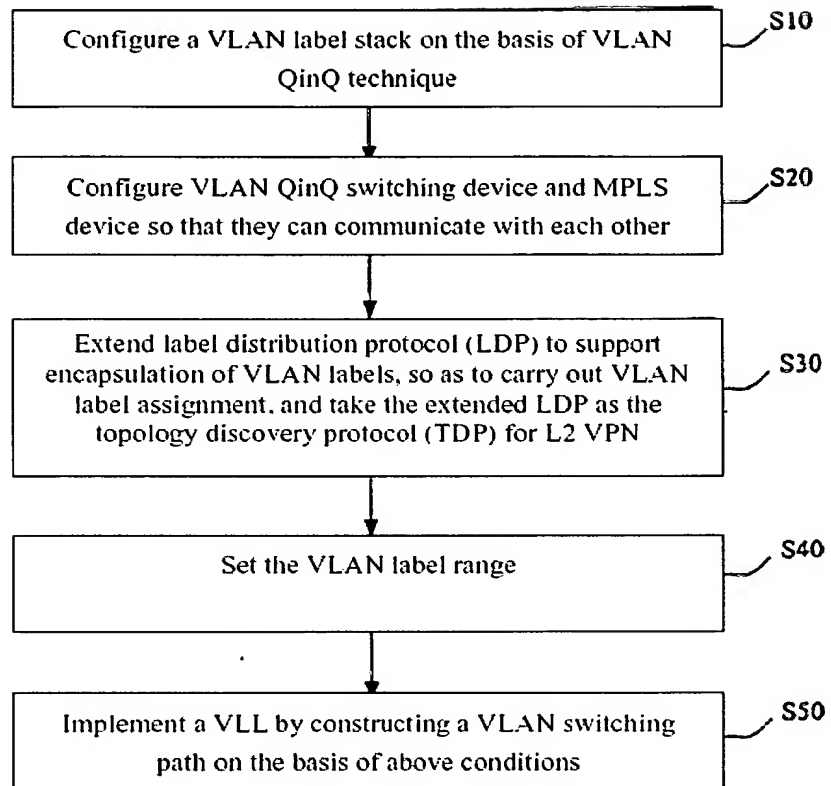 Configure a VLAN label stack on the basis of VLAN
QinQ technique
S10
Configure VLAN QinQ switching device and MPLS
device so that they can communicate with each other
S20
Extend label distribution protocol (LDP) to support
encapsulation of VLAN labels, so as to carry out VLAN
label assignment, and take the extended LDP as the
topology discovery protocol (TDP) for L2 VPN
S30
Set the VLAN label range
S40
Implement a VLL by constructing a VLAN switching
path on the basis of above conditions
S50